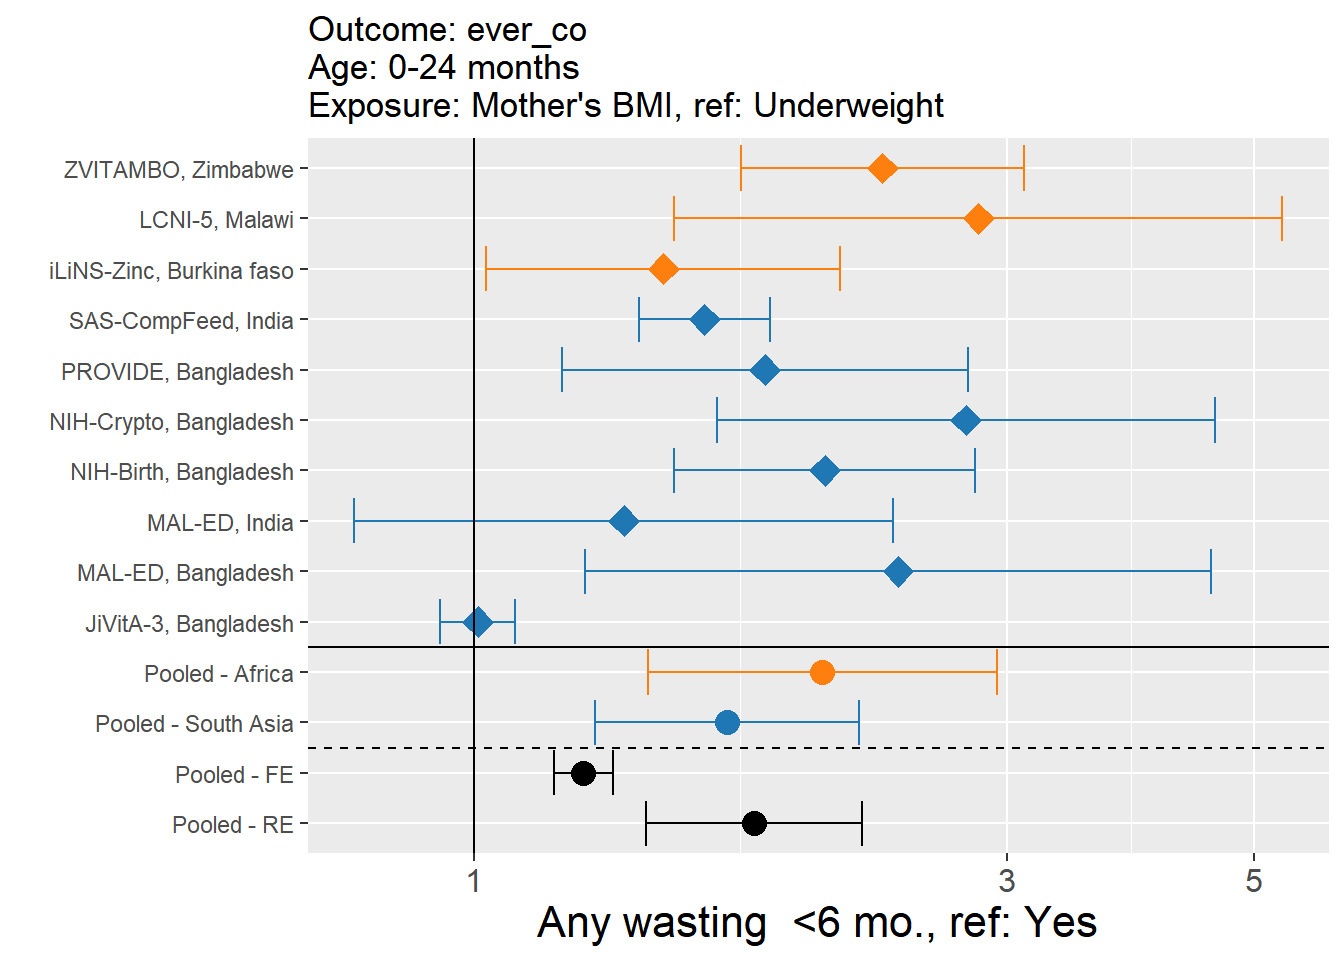 Outcome: ever_co
Age: 0-24 months
Exposure: Mother's BMI, ref: Underweight
ZVITAMBO, Zimbabwe
LCNI-5, Malawi
iLiNS-Zinc, Burkina faso
SAS-CompFeed, India
PROVIDE, Bangladesh
NIH-Crypto, Bangladesh
NIH-Birth, Bangladesh
MAL-ED, India
MAL-ED, Bangladesh
JiVitA-3, Bangladesh
Pooled - Africa
Pooled - South Asia
Pooled - FE
Pooled - RE
1 3 5
Any wasting  <6 mo., ref: Yes